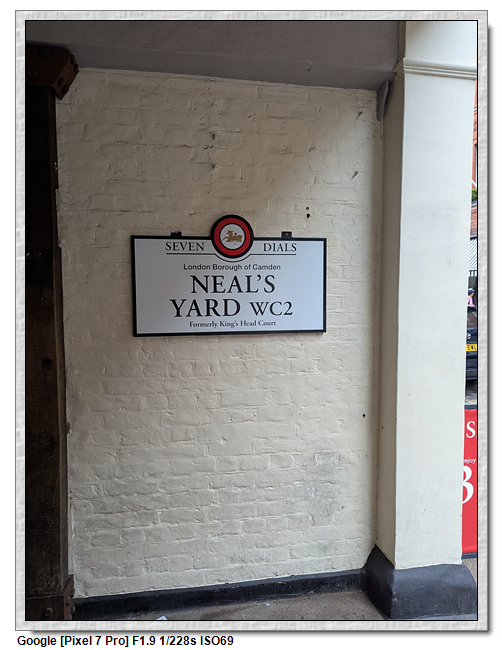 SEVEN DIALS
London Borough of Camden
NEAL'S
YARD WC2
Formerly King's Head Court
Google [Pixel 7 Pro] F1.9 1/228s ISO69